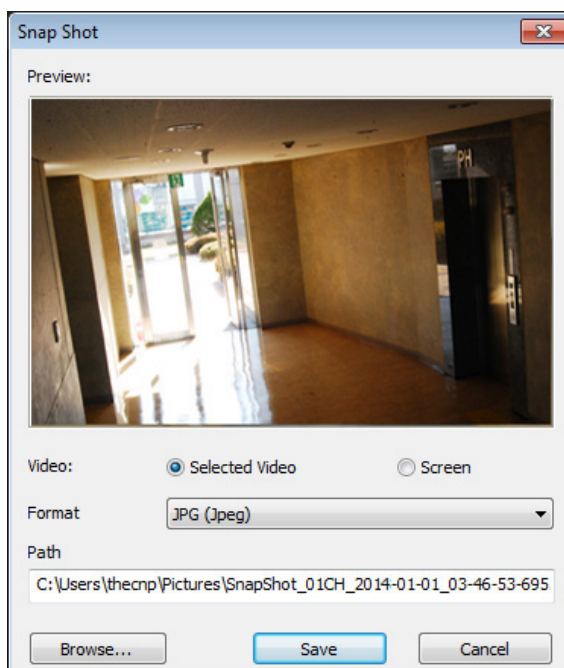 Snap Shot
Preview:
PH
Video:
Selected Video
Screen
Format
JPG (Jpeg)
Path
C:\Users\thecnp\Pictures\SnapShot_01CH_2014-01-01_03-46-53-695
Browse...
Save
Cancel